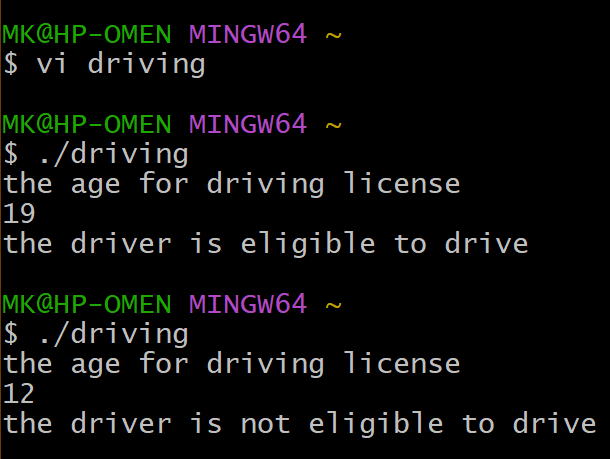 MK@HP-OMEN MINGW64 ~
$ vi driving
MK@HP-OMEN MINGW64 ~
$ ./driving
the age for driving license
19
the driver is eligible to drive
MK@HP-OMEN MINGW64 ~
$ ./driving
the age for driving license
12
the driver is not eligible to drive